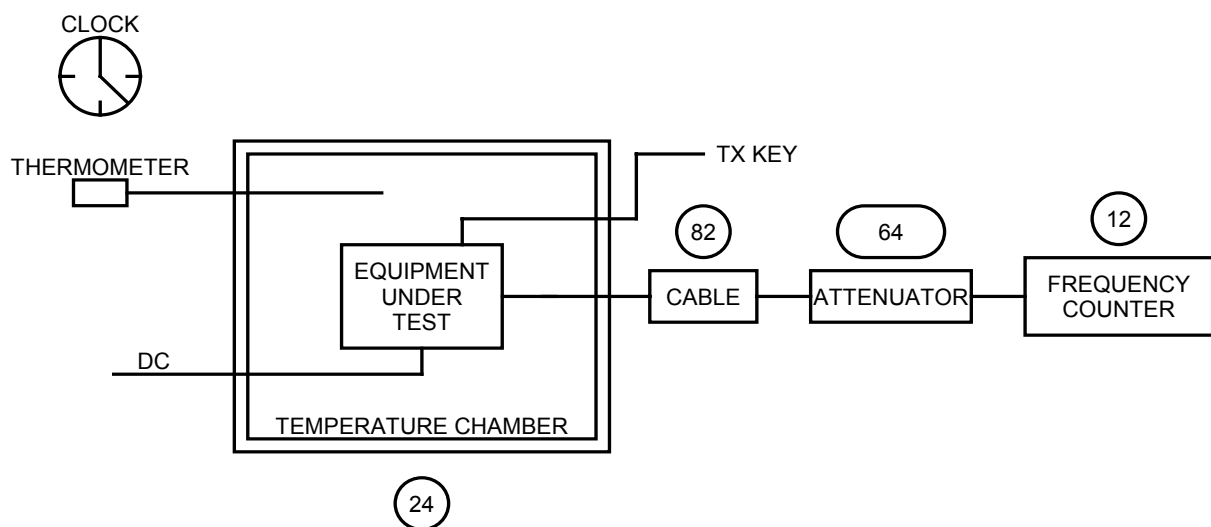 CLOCK
THERMOMETER
TX KEY
82
64
12
EQUIPMENT
UNDER
TEST
CABLE
ATTENUATOR
FREQUENCY
COUNTER
DC
TEMPERATURE CHAMBER
24